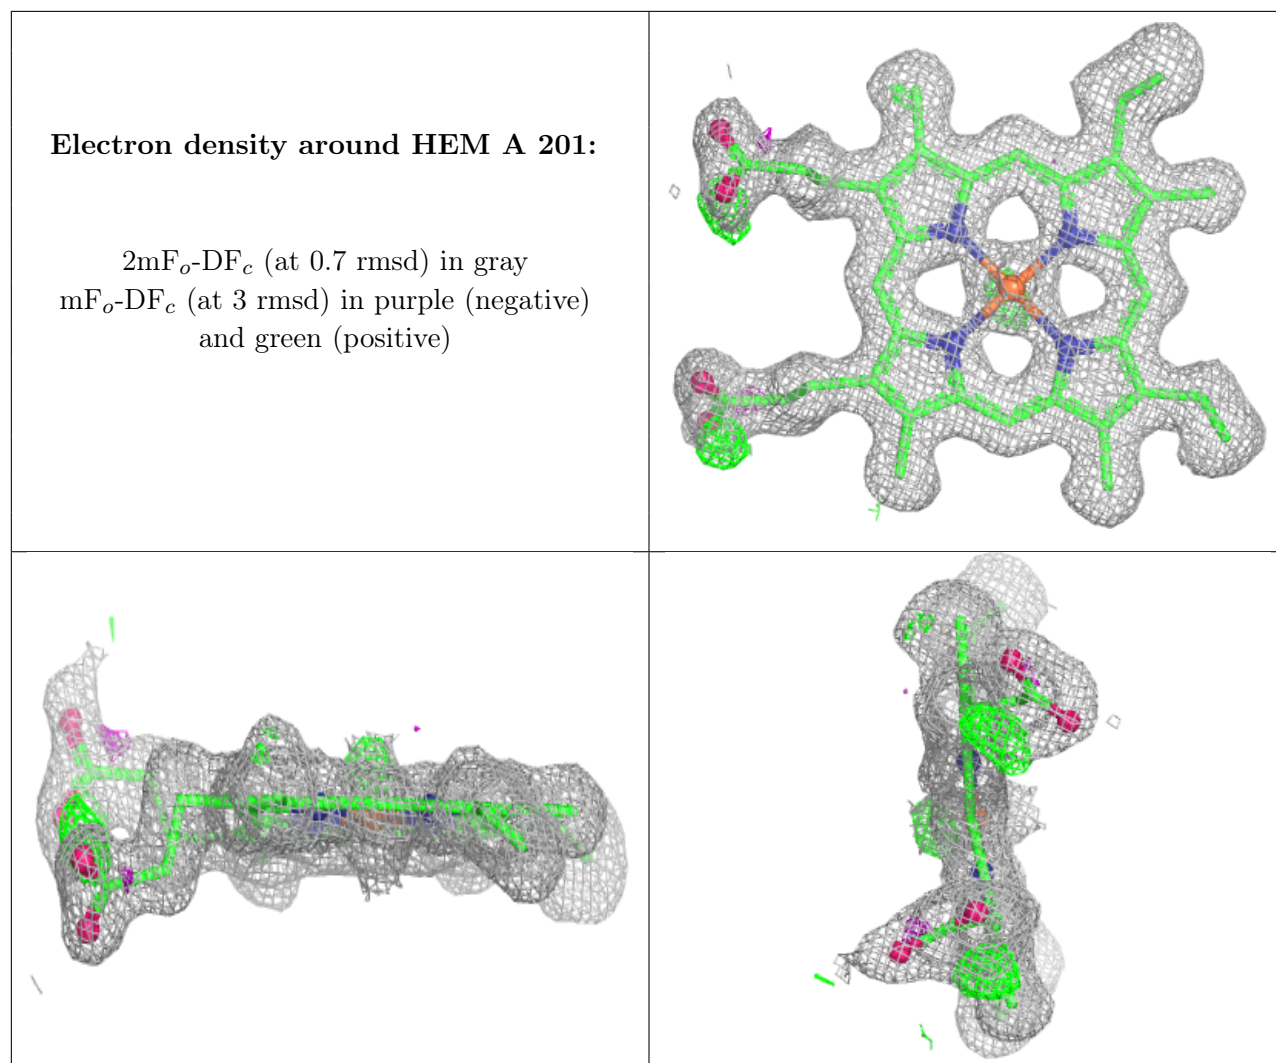 Electron density around HEM A 201:
2mFo-DFc (at 0.7 rmsd) in gray
mFo-DFc (at 3 rmsd) in purple (negative)
and green (positive)